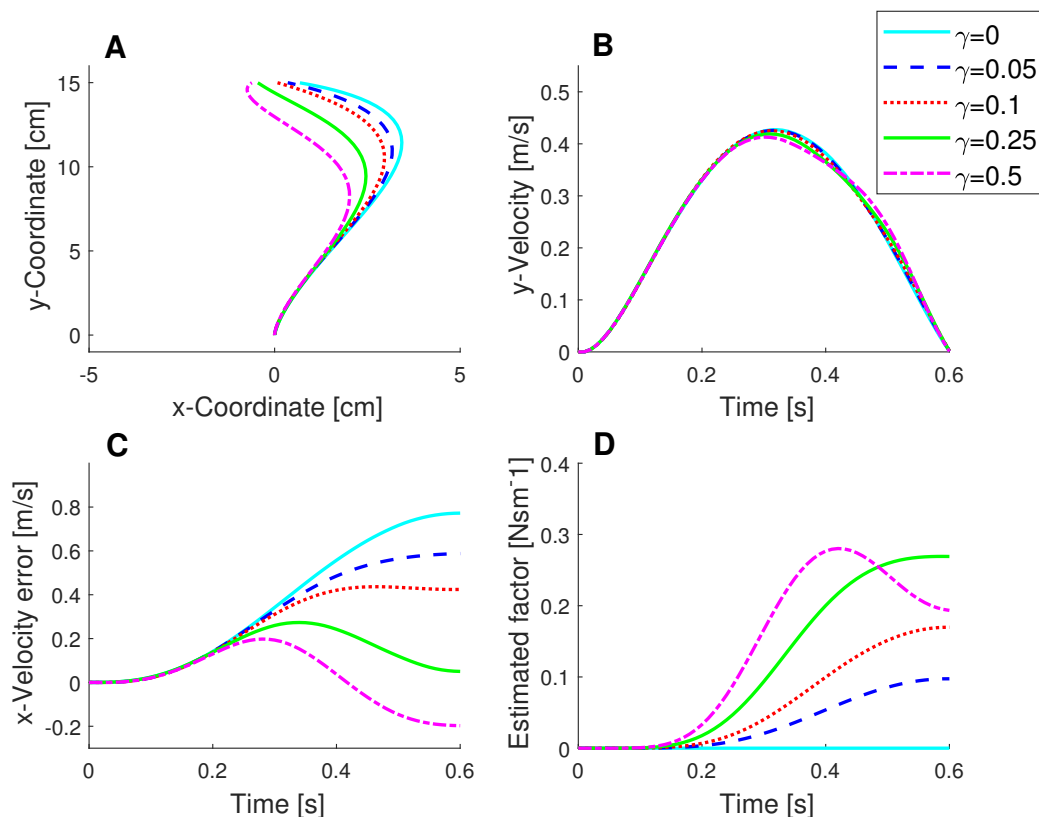 A
y-Coordinate [cm]
15
10
5
0
-5
0
5
x-Coordinate [cm]
B
y-Velocity [m/s]
0.5
0.4
0.3
0.2
0.1
0
0
0.2
0.4
0.6
Time [s]
γ=0
γ=0.05
γ=0.1
γ=0.25
γ=0.5
C
x-Velocity error [m/s]
0.8
0.6
0.4
0.2
0
-0.2
0
0.2
0.4
0.6
Time [s]
D
Estimated factor [Nsm⁻1]
0.4
0.3
0.2
0.1
0
0
0.2
0.4
0.6
Time [s]